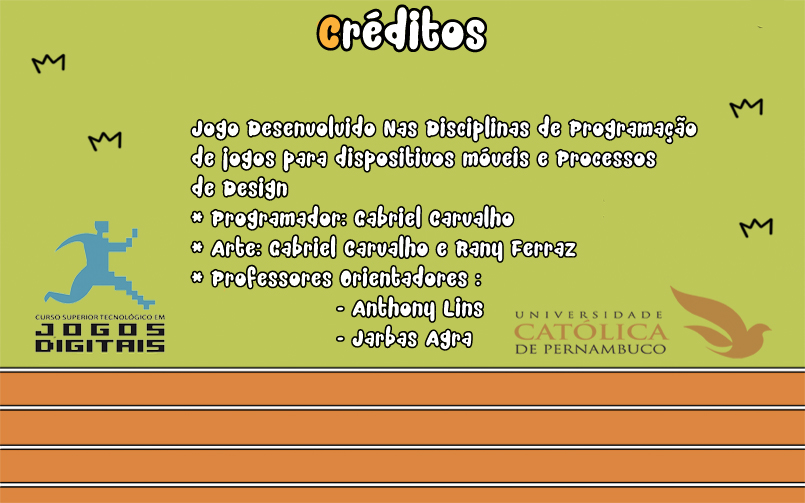 Créditos
Jogo Desenvolvido Nas Disciplinas de Programação
de jogos para dispositivos móveis e Processos
de Design
* Programador: Gabriel Carvalho
* Arte: Gabriel Carvalho e Rany Ferraz
* Professores Orientadores :
- Anthony Lins
- Jarbas Agra
CURSO SUPERIOR TECNOLÓGICO EM
JOGOS
DIGITAIS
UNIVERSIDADE
CATÓLICA
DE PERNAMBUCO